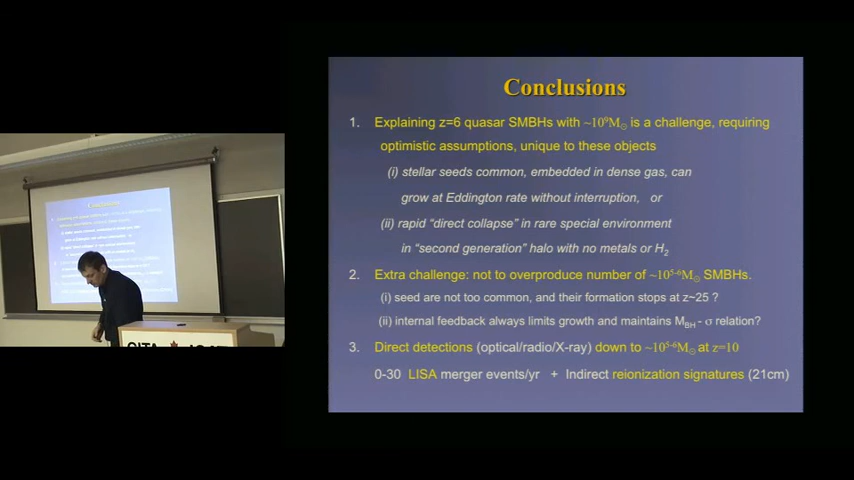 Conclusions
1. Explaining z=6 quasar SMBHs with ~10⁹M☉ is a challenge, requiring
optimistic assumptions, unique to these objects
(i) stellar seeds common, embedded in dense gas, can
grow at Eddington rate without interruption, or
(ii) rapid "direct collapse" in rare special environment
in "second generation" halo with no metals or H₂
2. Extra challenge: not to overproduce number of ~10⁵⁻⁶M☉ SMBHs.
(i) seed are not too common, and their formation stops at z~25 ?
(ii) internal feedback always limits growth and maintains M_BH - σ relation?
3. Direct detections (optical/radio/X-ray) down to ~10⁵⁻⁶M☉ at z=10
0-30 LISA merger events/yr + Indirect reionization signatures (21cm)
Conclusions